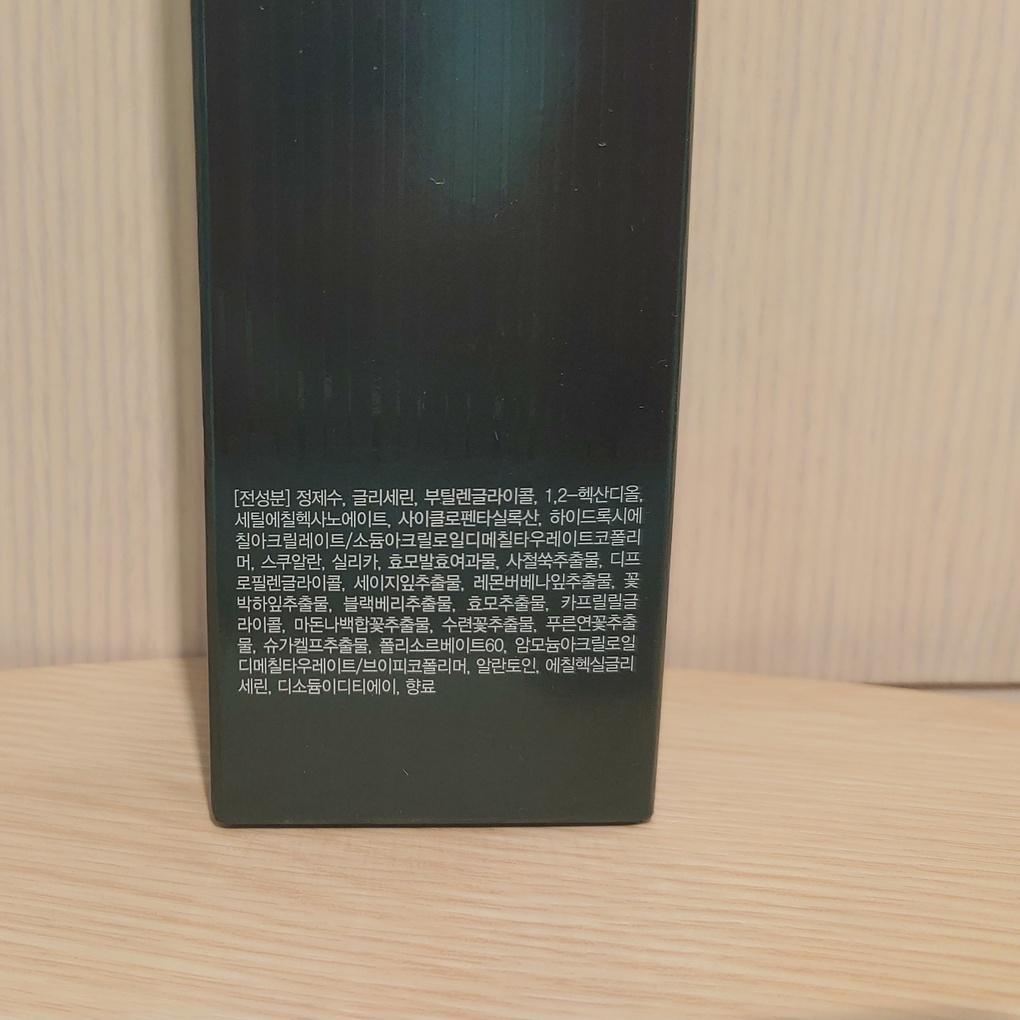 [전성분] 정제수, 글리세린, 부틸렌글라이콜, 1,2-헥산디올,
세틸에칠헥사노에이트, 사이클로펜타실록산, 하이드록시에
칠아크릴레이트/소듐아크릴로일디메칠타우레이트코폴리
머, 스쿠알란, 실리카, 효모발효여과물, 사철쑥추출물, 디프
로필렌글라이콜, 세이지잎추출물, 레몬버베나잎추출물, 꽃
박하잎추출물, 블랙베리추출물, 효모추출물, 카프릴릴글
라이콜, 마돈나백합꽃추출물, 수련꽃추출물, 푸른연꽃추출
물, 슈가켈프추출물, 폴리소르베이트60, 암모늄아크릴로일
디메칠타우레이트/브이피코폴리머, 알란토인, 에칠헥실글리
세린, 디소듐이디티에이, 향료